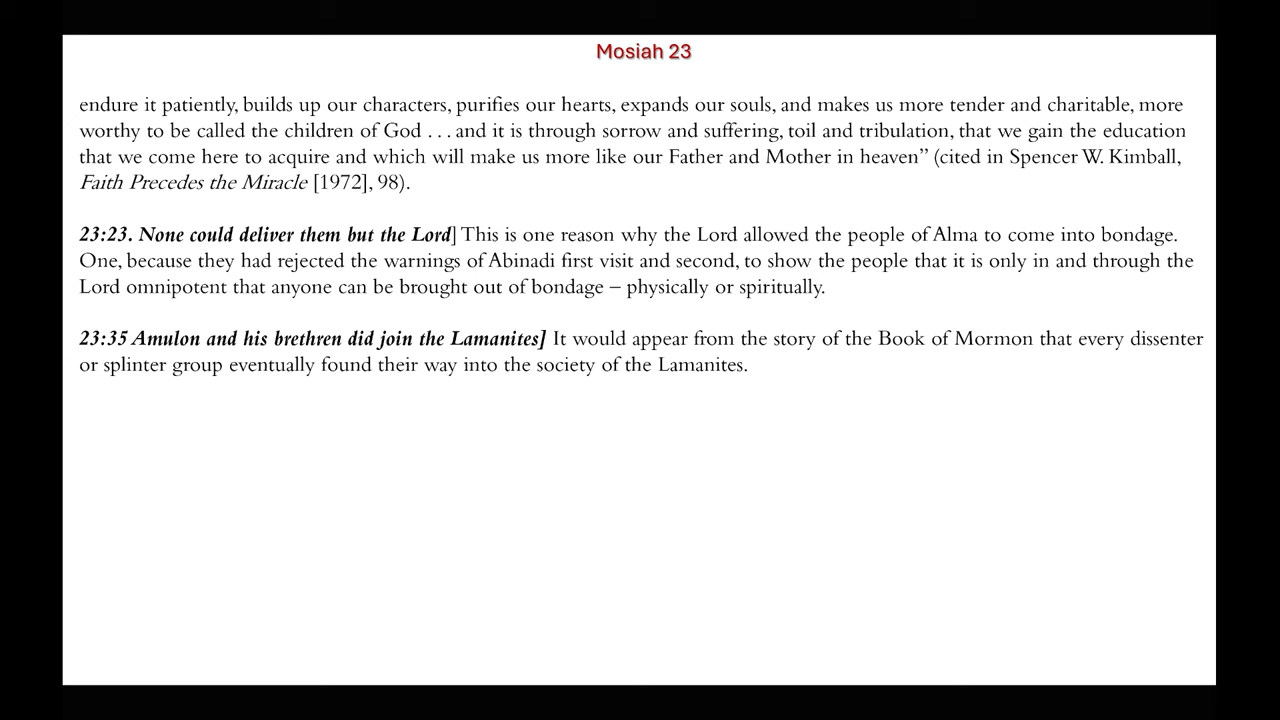 Mosiah 23
endure it patiently, builds up our characters, purifies our hearts, expands our souls, and makes us more tender and charitable, more
worthy to be called the children of God . . . and it is through sorrow and suffering, toil and tribulation, that we gain the education
that we come here to acquire and which will make us more like our Father and Mother in heaven” (cited in Spencer W. Kimball,
Faith Precedes the Miracle [1972], 98).
23:23. None could deliver them but the Lord] This is one reason why the Lord allowed the people of Alma to come into bondage.
One, because they had rejected the warnings of Abinadi first visit and second, to show the people that it is only in and through the
Lord omnipotent that anyone can be brought out of bondage – physically or spiritually.
23:35 Amulon and his brethren did join the Lamanites] It would appear from the story of the Book of Mormon that every dissenter
or splinter group eventually found their way into the society of the Lamanites.